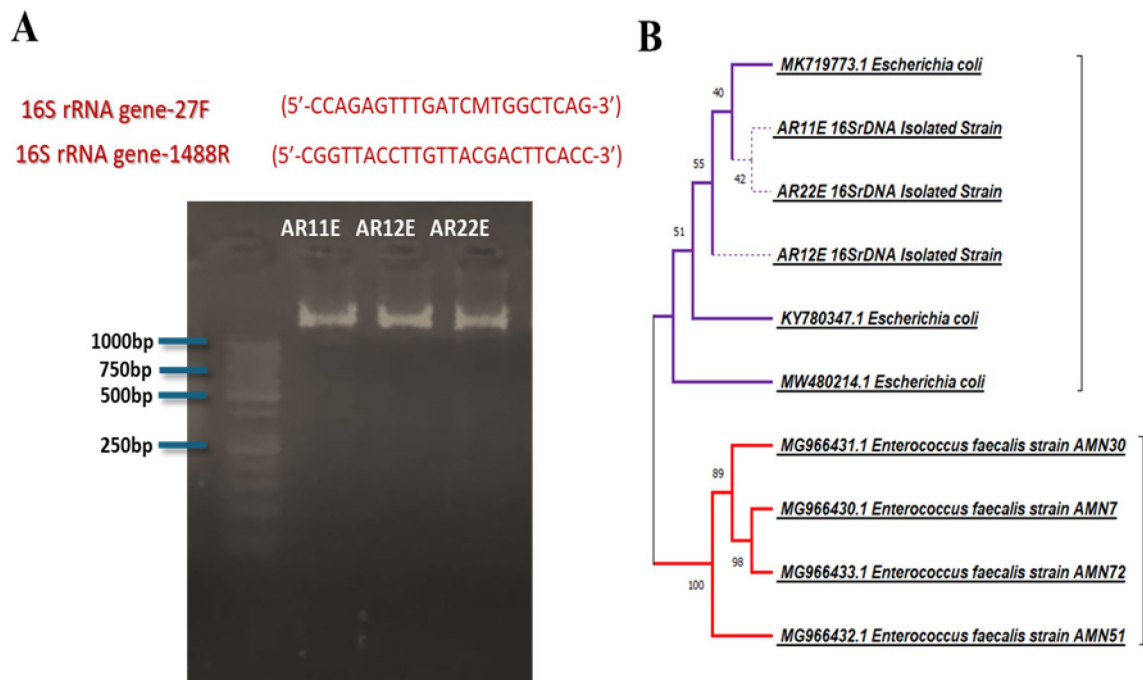 A
16S rRNA gene-27F (5'-CCAGAGTTTGATCMTGGCTCAG-3')
16S rRNA gene-1488R (5'-CGGTTACCTTGTTACGACTTCACC-3')
AR11E AR12E AR22E
1000bp
750bp
500bp
250bp
B
MK719773.1 Escherichia coli
40
AR11E 16SrDNA Isolated Strain
55
42
AR22E 16SrDNA Isolated Strain
51
AR12E 16SrDNA Isolated Strain
KY780347.1 Escherichia coli
MW480214.1 Escherichia coli
MG966431.1 Enterococcus faecalis strain AMN30
89
MG966430.1 Enterococcus faecalis strain AMN7
98
MG966433.1 Enterococcus faecalis strain AMN72
100
MG966432.1 Enterococcus faecalis strain AMN51